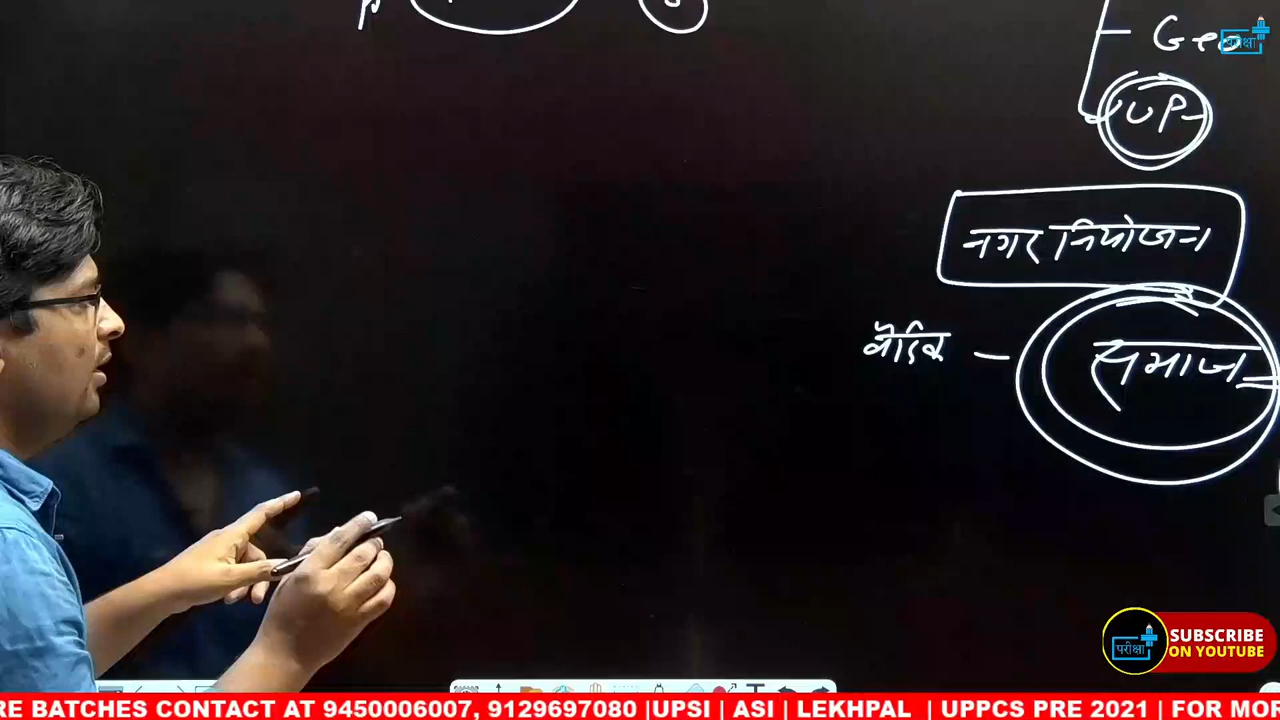 Geo
परीक्षा
UP
नगर नियोजन
वैदिक - समाज
परीक्षा
SUBSCRIBE
ON YOUTUBE
RE BATCHES CONTACT AT 9450006007, 9129697080 |UPSI | ASI | LEKHPAL | UPPCS PRE 2021 | FOR MOR